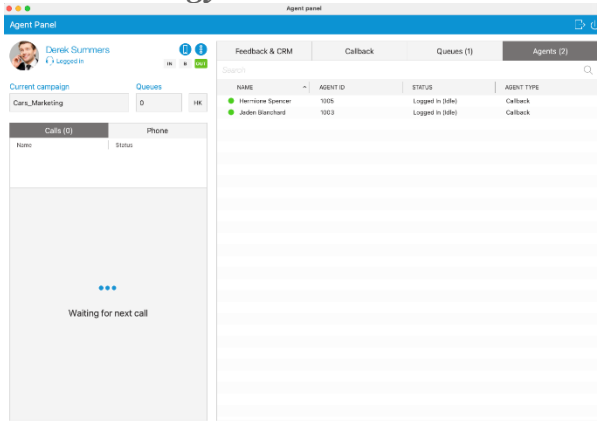 Agent panel
Agent Panel
Derek Summers
Logged in
IN
B
OUT
Current campaign
Queues
Cars_Marketing
0
HK
Calls (0)
Phone
Name
Status
Waiting for next call
Feedback & CRM
Callback
Queues (1)
Agents (2)
Search
NAME
AGENT ID
STATUS
AGENT TYPE
Hermione Spencer
1005
Logged In (Idle)
Callback
Jaden Blanchard
1003
Logged In (Idle)
Callback